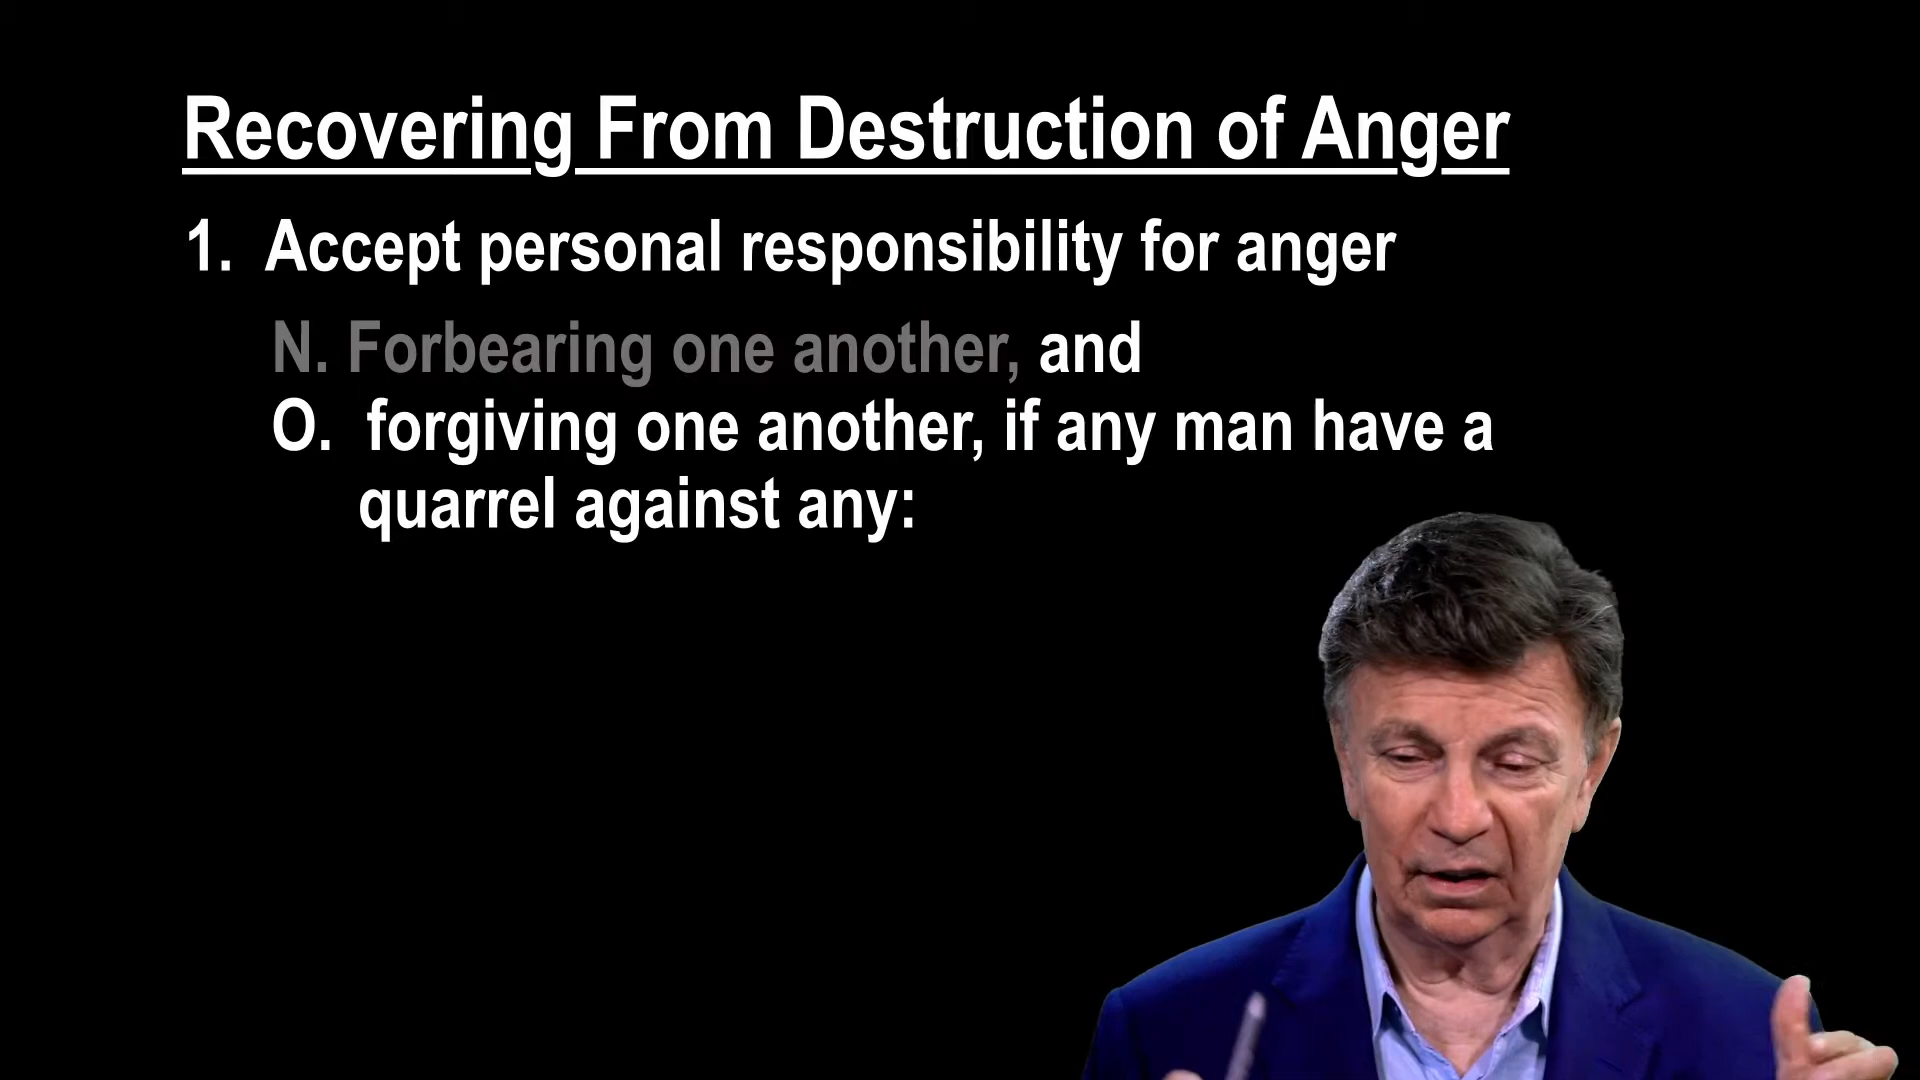 Recovering From Destruction of Anger
1. Accept personal responsibility for anger
N. Forbearing one another, and
O. forgiving one another, if any man have a
quarrel against any: